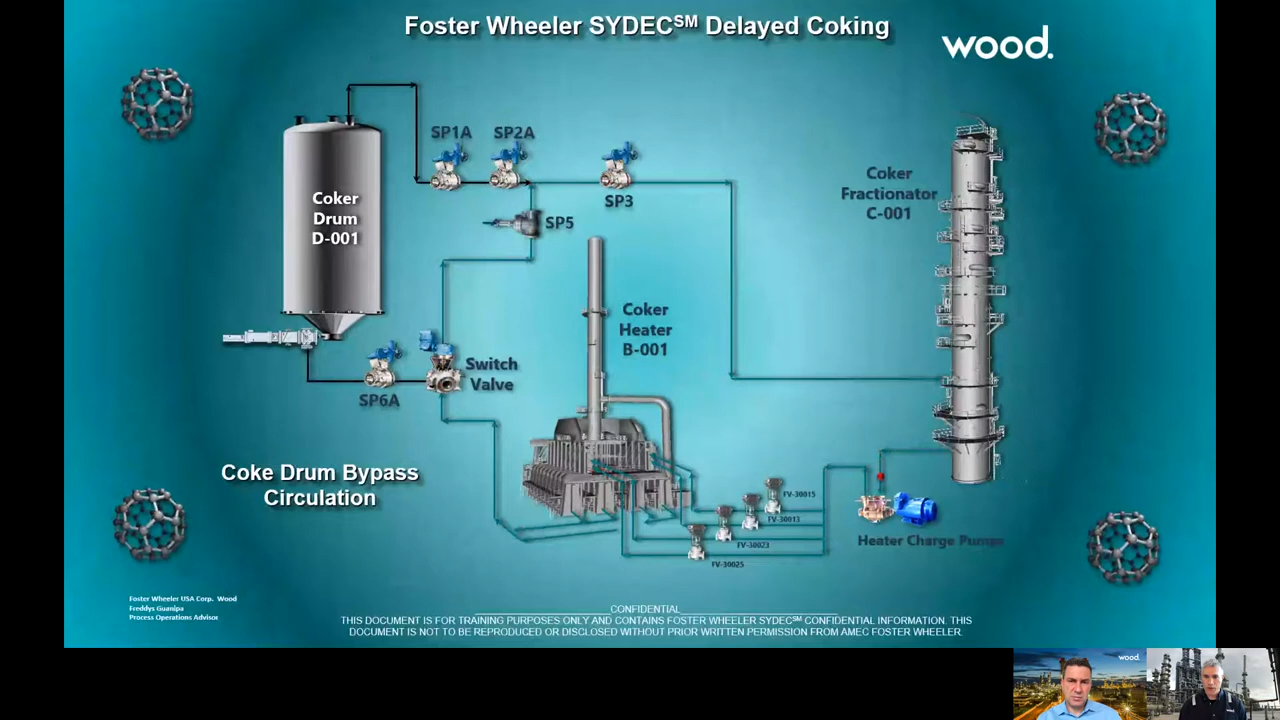 Foster Wheeler SYDECSM Delayed Coking
wood.
SP1A
SP2A
SP3
SP5
Coker
Drum
D-001
Coker
Fractionator
C-001
Coker
Heater
B-001
Switch
Valve
SP6A
Coke Drum Bypass
Circulation
FV-30015
FV-30013
FV-30023
FV-30025
Heater Charge Pumps
Foster Wheeler USA Corp. Wood
Freddys Guanipa
Process Operations Advisor
CONFIDENTIAL
THIS DOCUMENT IS FOR TRAINING PURPOSES ONLY AND CONTAINS FOSTER WHEELER SYDECSM CONFIDENTIAL INFORMATION. THIS
DOCUMENT IS NOT TO BE REPRODUCED OR DISCLOSED WITHOUT PRIOR WRITTEN PERMISSION FROM AMEC FOSTER WHEELER.
wood.
wood.